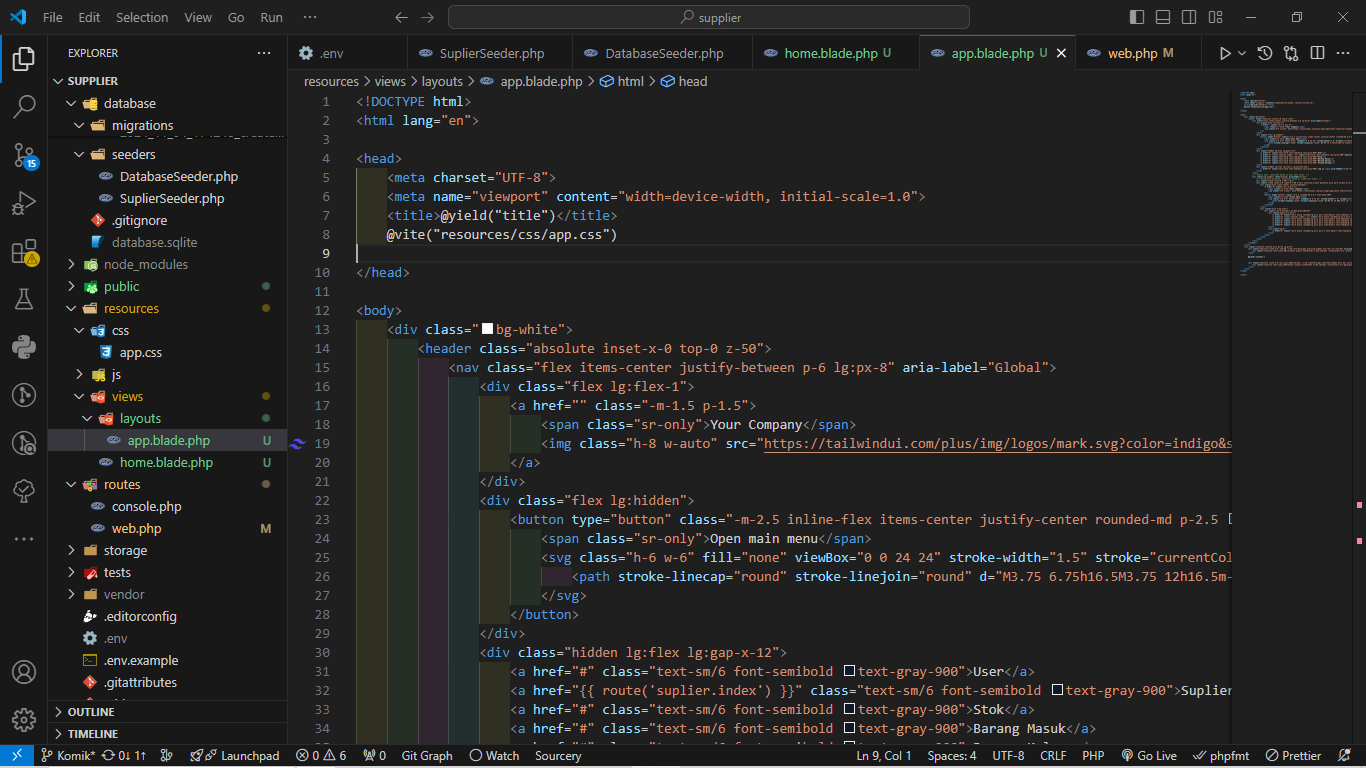 File Edit Selection View Go Run ··· supplier
EXPLORER ···
SUPPLIER
database
migrations
seeders
DatabaseSeeder.php
SuplierSeeder.php
.gitignore
database.sqlite
node_modules
public
resources
css
app.css
js
views
layouts
app.blade.php U
home.blade.php U
routes
console.php
web.php M
storage
tests
vendor
.editorconfig
.env
.env.example
.gitattributes
OUTLINE
TIMELINE
15
.env SuplierSeeder.php DatabaseSeeder.php home.blade.php U app.blade.php U web.php M
resources > views > layouts > app.blade.php > html > head
1 <!DOCTYPE html>
2 <html lang="en">
3
4 <head>
5 <meta charset="UTF-8">
6 <meta name="viewport" content="width=device-width, initial-scale=1.0">
7 <title>@yield("title")</title>
8 @vite("resources/css/app.css")
9
10 </head>
11
12 <body>
13 <div class="bg-white">
14 <header class="absolute inset-x-0 top-0 z-50">
15 <nav class="flex items-center justify-between p-6 lg:px-8" aria-label="Global">
16 <div class="flex lg:flex-1">
17 <a href="" class="-m-1.5 p-1.5">
18 <span class="sr-only">Your Company</span>
19 <img class="h-8 w-auto" src="https://tailwindui.com/plus/img/logos/mark.svg?color=indigo&s
20 </a>
21 </div>
22 <div class="flex lg:hidden">
23 <button type="button" class="-m-2.5 inline-flex items-center justify-center rounded-md p-2.5
24 <span class="sr-only">Open main menu</span>
25 <svg class="h-6 w-6" fill="none" viewBox="0 0 24 24" stroke-width="1.5" stroke="currentCol
26 <path stroke-linecap="round" stroke-linejoin="round" d="M3.75 6.75h16.5M3.75 12h16.5m-
27 </svg>
28 </button>
29 </div>
30 <div class="hidden lg:flex lg:gap-x-12">
31 <a href="#" class="text-sm/6 font-semibold text-gray-900">User</a>
32 <a href="{{ route('suplier.index') }}" class="text-sm/6 font-semibold text-gray-900">Suplier
33 <a href="#" class="text-sm/6 font-semibold text-gray-900">Stok</a>
34 <a href="#" class="text-sm/6 font-semibold text-gray-900">Barang Masuk</a>
Komik* 0↓ 1↑ Launchpad 0 6 0 Git Graph Watch Sourcery Ln 9, Col 1 Spaces: 4 UTF-8 CRLF PHP Go Live phpfmt Prettier